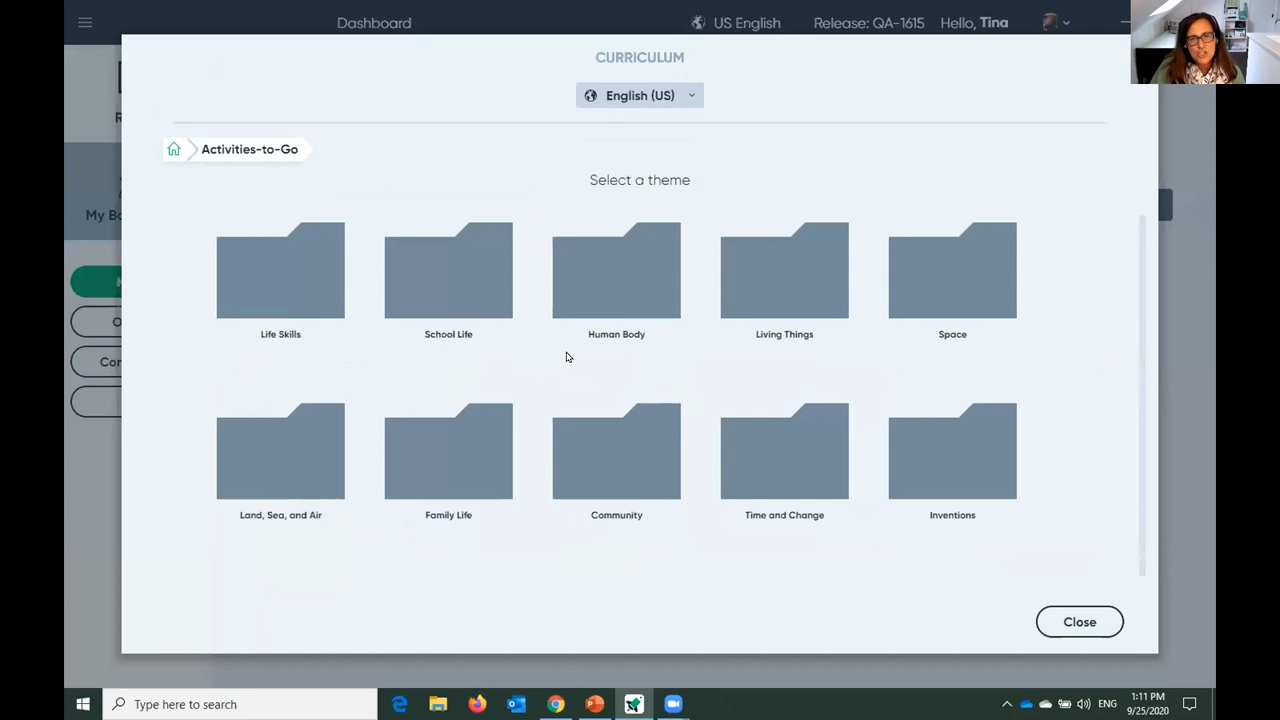 Dashboard US English Release: QA-1615 Hello, Tina
CURRICULUM
English (US)
Activities-to-Go
Select a theme
My Bo
Life Skills School Life Human Body Living Things Space
Con
Land, Sea, and Air Family Life Community Time and Change Inventions
Close
Type here to search
ENG
1:11 PM
9/25/2020